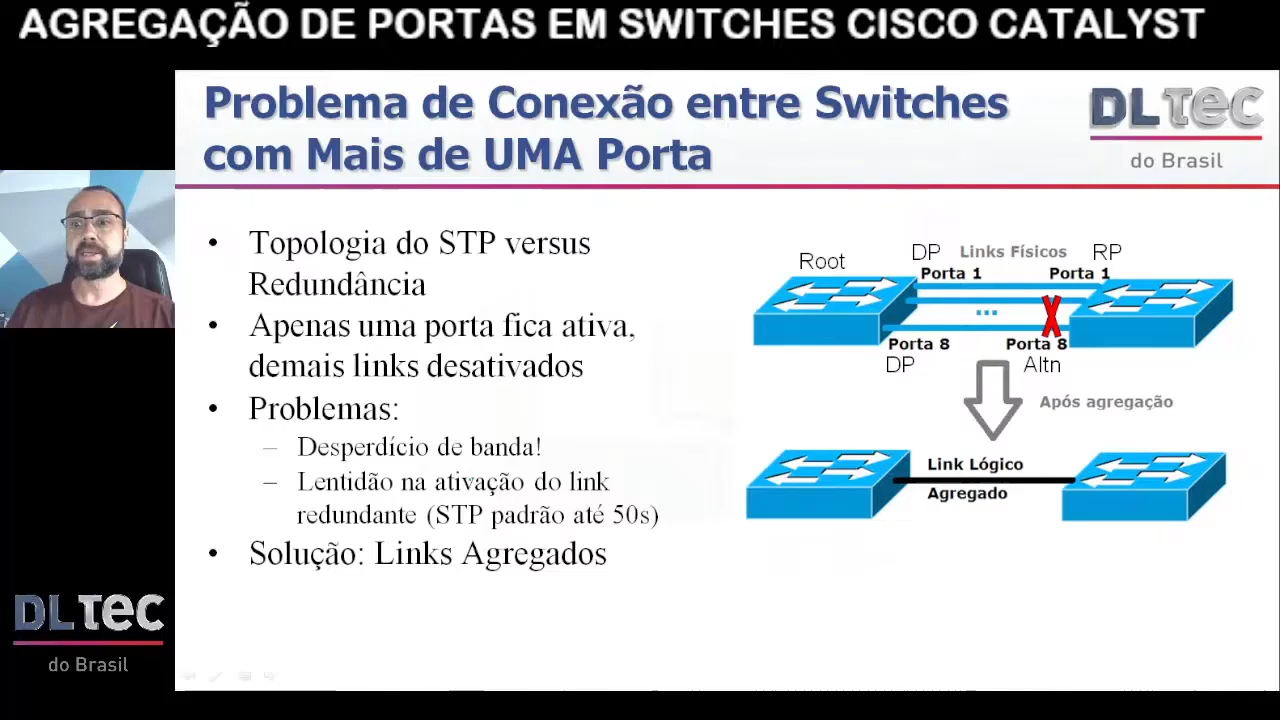 AGREGAÇÃO DE PORTAS EM SWITCHES CISCO CATALYST
Problema de Conexão entre Switches
com Mais de UMA Porta
DLTEC
do Brasil
• Topologia do STP versus
Redundância
• Apenas uma porta fica ativa,
demais links desativados
• Problemas:
– Desperdício de banda!
– Lentidão na ativação do link
redundante (STP padrão até 50s)
• Solução: Links Agregados
Root
DP
Links Físicos
RP
Porta 1
Porta 1
...
Porta 8
Porta 8
DP
Altn
Após agregação
Link Lógico
Agregado
DLTEC
do Brasil